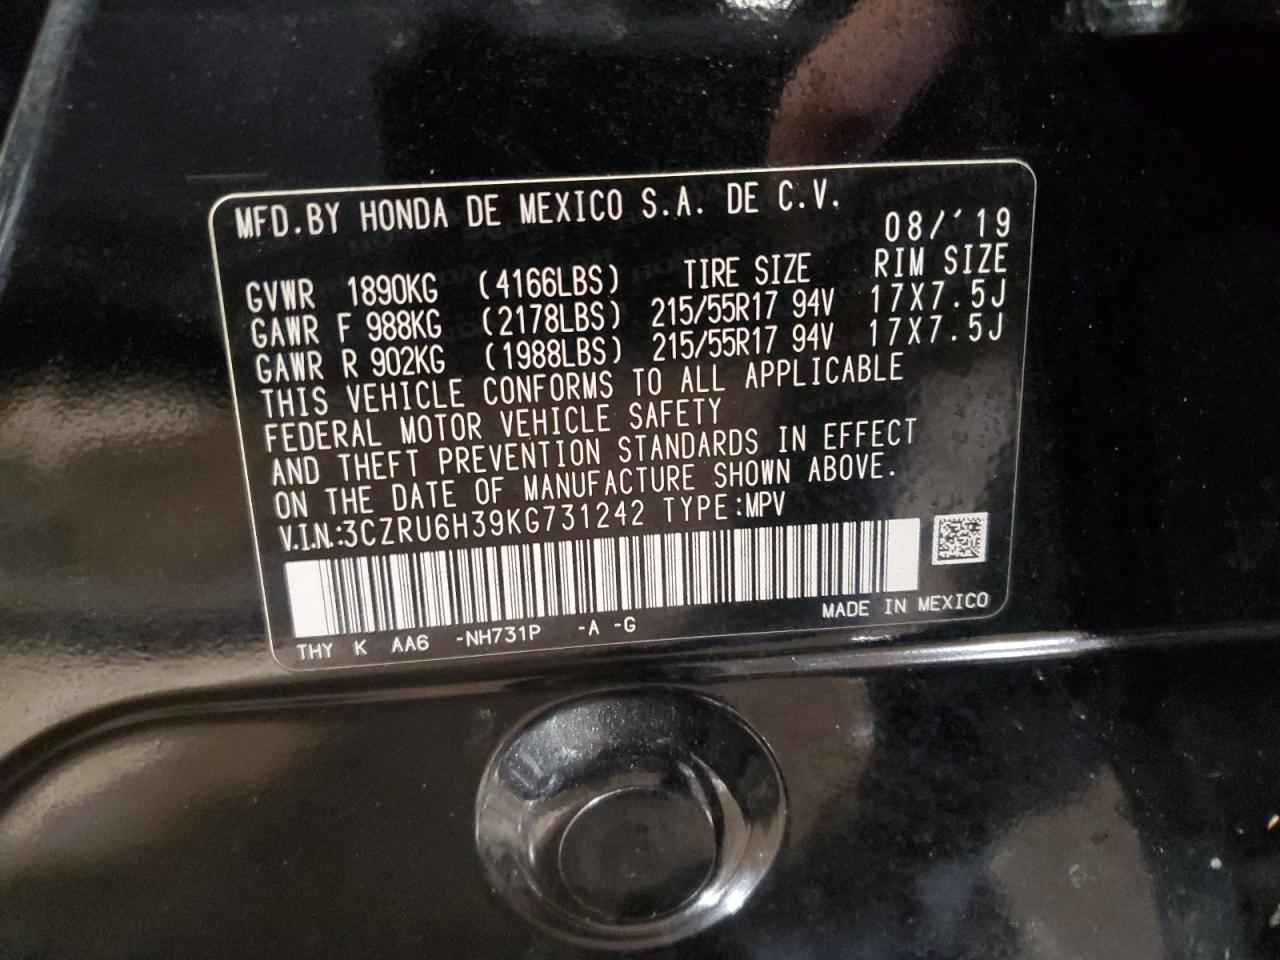 MFD.BY HONDA DE MEXICO S.A. DE C.V.
08/'19
GVWR 1890KG (4166LBS) TIRE SIZE RIM SIZE
GAWR F 988KG (2178LBS) 215/55R17 94V 17X7.5J
GAWR R 902KG (1988LBS) 215/55R17 94V 17X7.5J
THIS VEHICLE CONFORMS TO ALL APPLICABLE
FEDERAL MOTOR VEHICLE SAFETY
AND THEFT PREVENTION STANDARDS IN EFFECT
ON THE DATE OF MANUFACTURE SHOWN ABOVE.
V.I.N.:3CZRU6H39KG731242 TYPE:MPV
MADE IN MEXICO
THY K AA6 -NH731P -A -G